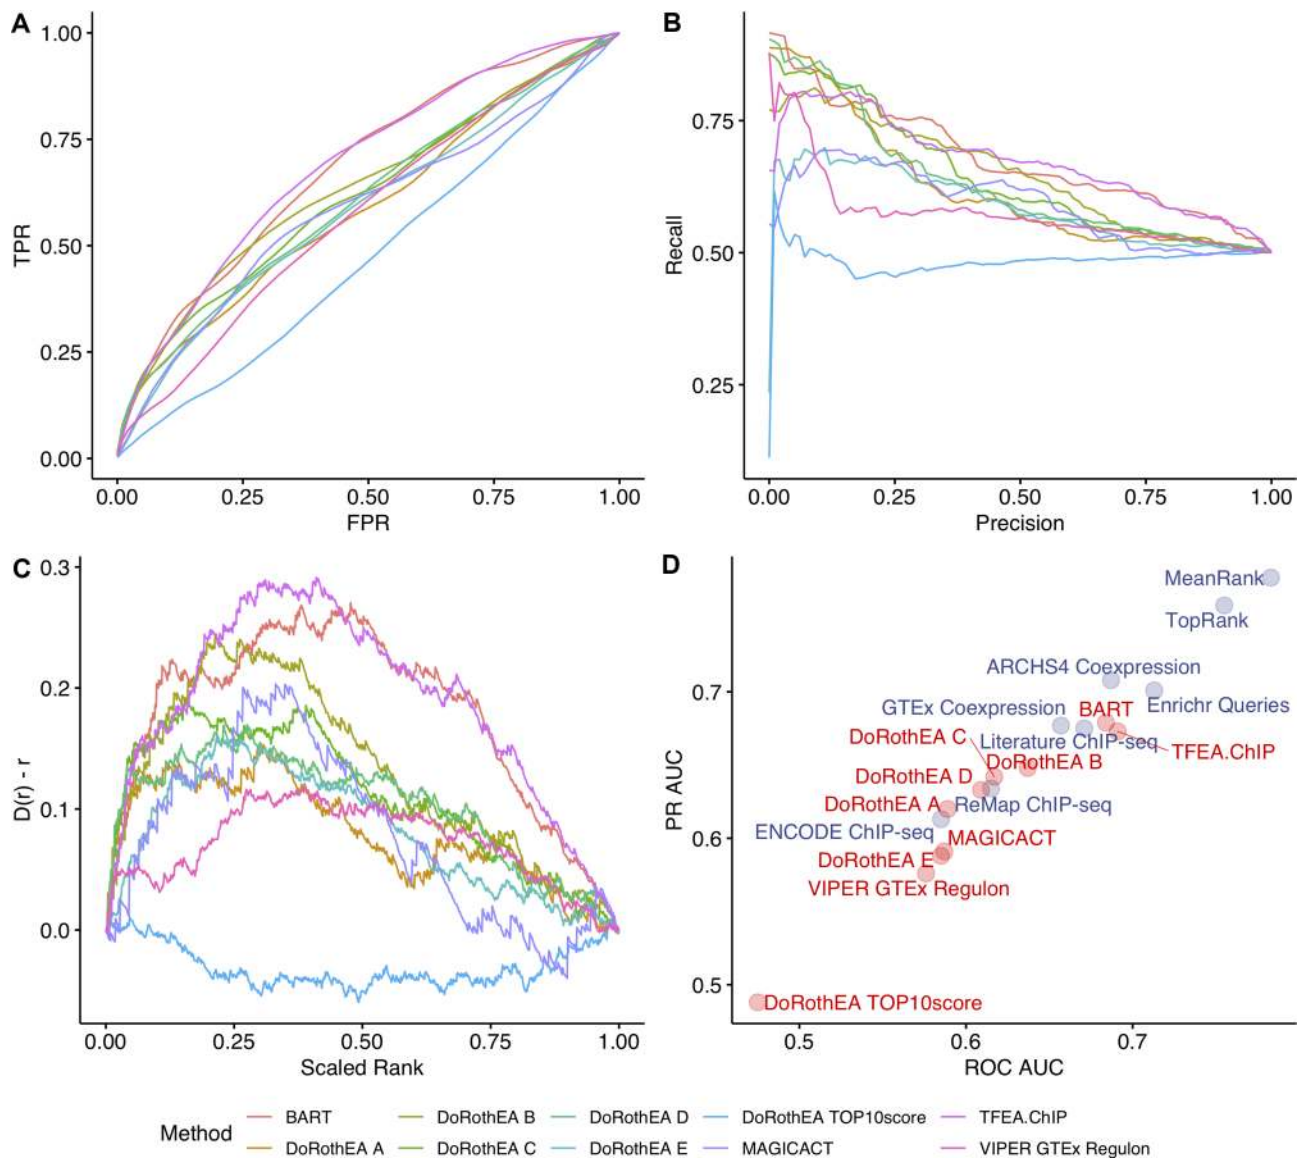 A
1.00
0.75
0.50
0.25
0.00
TPR
0.00 0.25 0.50 0.75 1.00
FPR
B
0.75
0.50
0.25
Recall
0.00 0.25 0.50 0.75 1.00
Precision
C
0.3
0.2
0.1
0.0
D(r) - r
0.00 0.25 0.50 0.75 1.00
Scaled Rank
D
MeanRank
TopRank
ARCHS4 Coexpression
Enrichr Queries
GTEx Coexpression
BART
DoRothEA C
Literature ChIP-seq
TFEA.ChIP
DoRothEA B
DoRothEA D
DoRothEA A
ReMap ChIP-seq
ENCODE ChIP-seq
MAGICACT
DoRothEA E
VIPER GTEx Regulon
DoRothEA TOP10score
0.7
0.6
0.5
PR AUC
0.5 0.6 0.7
ROC AUC
Method
BART DoRothEA B DoRothEA D DoRothEA TOP10score TFEA.ChIP
DoRothEA A DoRothEA C DoRothEA E MAGICACT VIPER GTEx Regulon